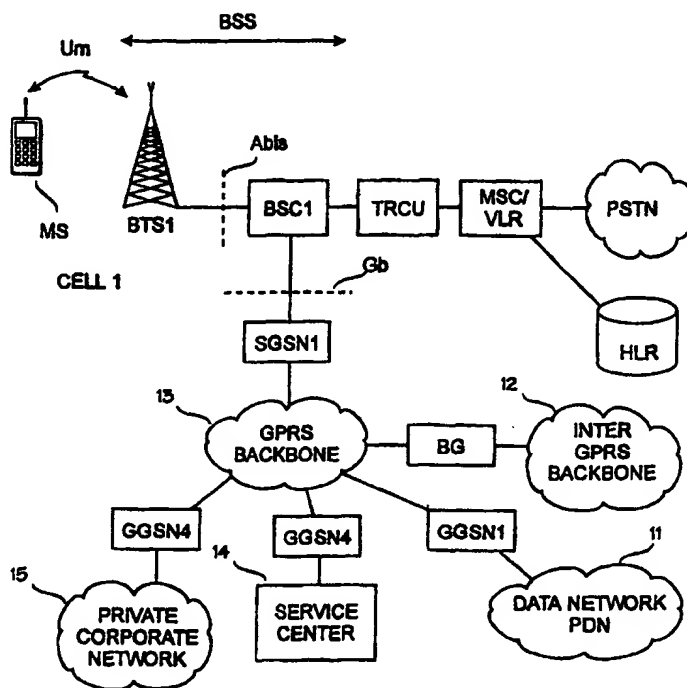 BSS
Um
Abis
MS
BTS1
BSC1
TRCU
MSC/
VLR
PSTN
CELL 1
Gb
SGSN1
HLR
13
GPRS
BACKBONE
BG
12
INTER
GPRS
BACKBONE
GGSN4
GGSN4
GGSN1
15
PRIVATE
CORPORATE
NETWORK
14
SERVICE
CENTER
11
DATA NETWORK
PDN